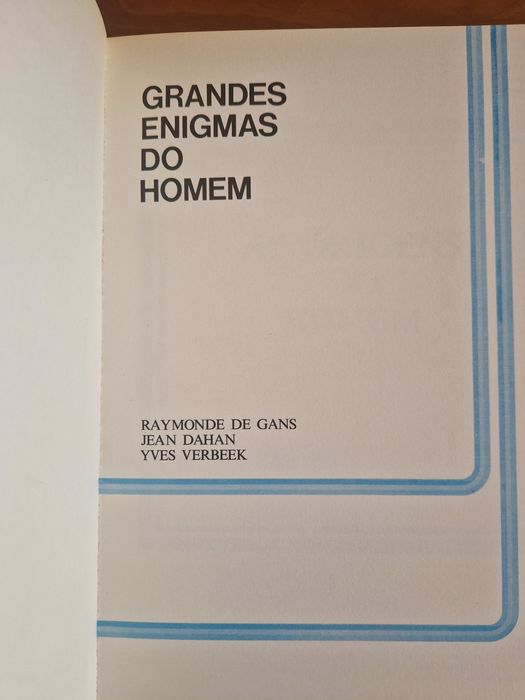 GRANDES
ENIGMAS
DO
HOMEM
RAYMONDE DE GANS
JEAN DAHAN
YVES VERBEEK